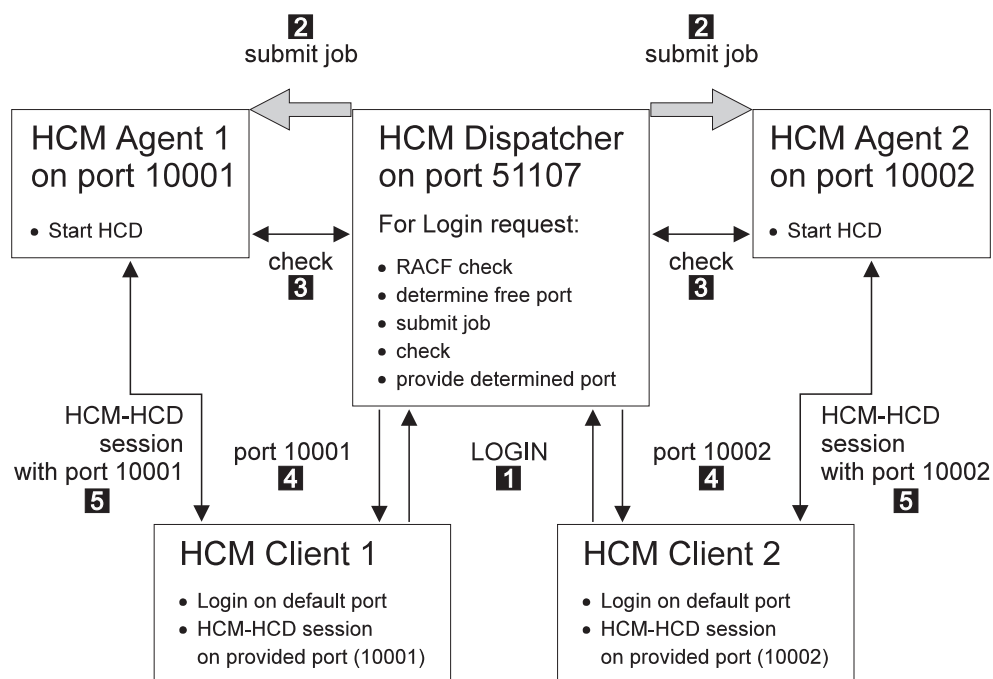 2
submit job
2
submit job
HCM Agent 1
on port 10001
• Start HCD
HCM Dispatcher
on port 51107
For Login request:
• RACF check
• determine free port
• submit job
• check
• provide determined port
HCM Agent 2
on port 10002
• Start HCD
check
3
check
3
HCM-HCD
session
with port 10001
5
port 10001
4
LOGIN
1
port 10002
4
HCM-HCD
session
with port 10002
5
HCM Client 1
• Login on default port
• HCM-HCD session
on provided port (10001)
HCM Client 2
• Login on default port
• HCM-HCD session
on provided port (10002)